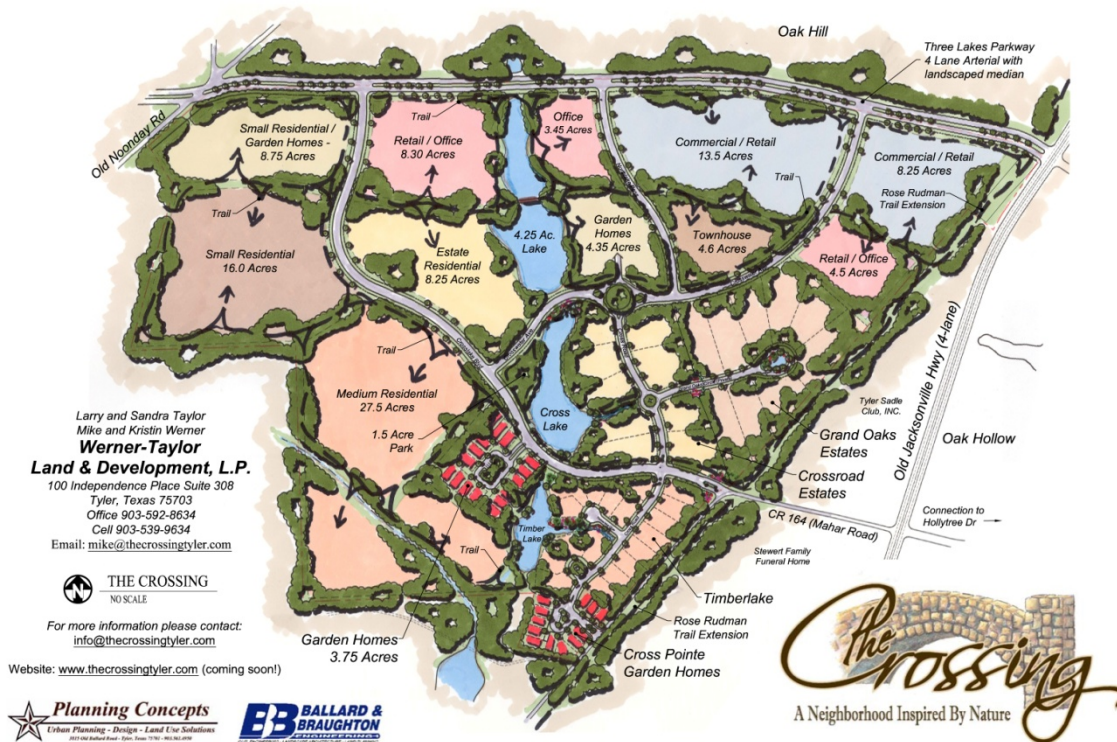 Oak Hill
Three Lakes Parkway
4 Lane Arterial with
landscaped median
Old Noonday Rd
Small Residential /
Garden Homes -
8.75 Acres
Trail
Retail / Office
8.30 Acres
Office
3.45 Acres
Commercial / Retail
13.5 Acres
Trail
Commercial / Retail
8.25 Acres
Rose Rudman
Trail Extension
Trail
Small Residential
16.0 Acres
4.25 Ac.
Lake
Garden
Homes
4.35 Acres
Townhouse
4.6 Acres
Estate
Residential
8.25 Acres
Retail / Office
4.5 Acres
Trail
Medium Residential
27.5 Acres
1.5 Acre
Park
Cross
Lake
Tyler Sadle
Club, INC.
Old Jacksonville Hwy (4-lane)
Oak Hollow
Grand Oaks
Estates
Crossroad
Estates
Connection to
Hollytree Dr
CR 164 (Mahar Road)
Stewert Family
Funeral Home
Timber
Lake
Trail
Timberlake
Rose Rudman
Trail Extension
Garden Homes
3.75 Acres
Cross Pointe
Garden Homes
Larry and Sandra Taylor
Mike and Kristin Werner
Werner-Taylor
Land & Development, L.P.
100 Independence Place Suite 308
Tyler, Texas 75703
Office 903-592-8634
Cell 903-539-9634
Email: mike@thecrossingtyler.com
N
THE CROSSING
NO SCALE
For more information please contact:
info@thecrossingtyler.com
Website: www.thecrossingtyler.com (coming soon!)
Planning Concepts
Urban Planning - Design - Land Use Solutions
BB BALLARD &
BRAUGHTON
ENGINEERING
The Crossing
A Neighborhood Inspired By Nature